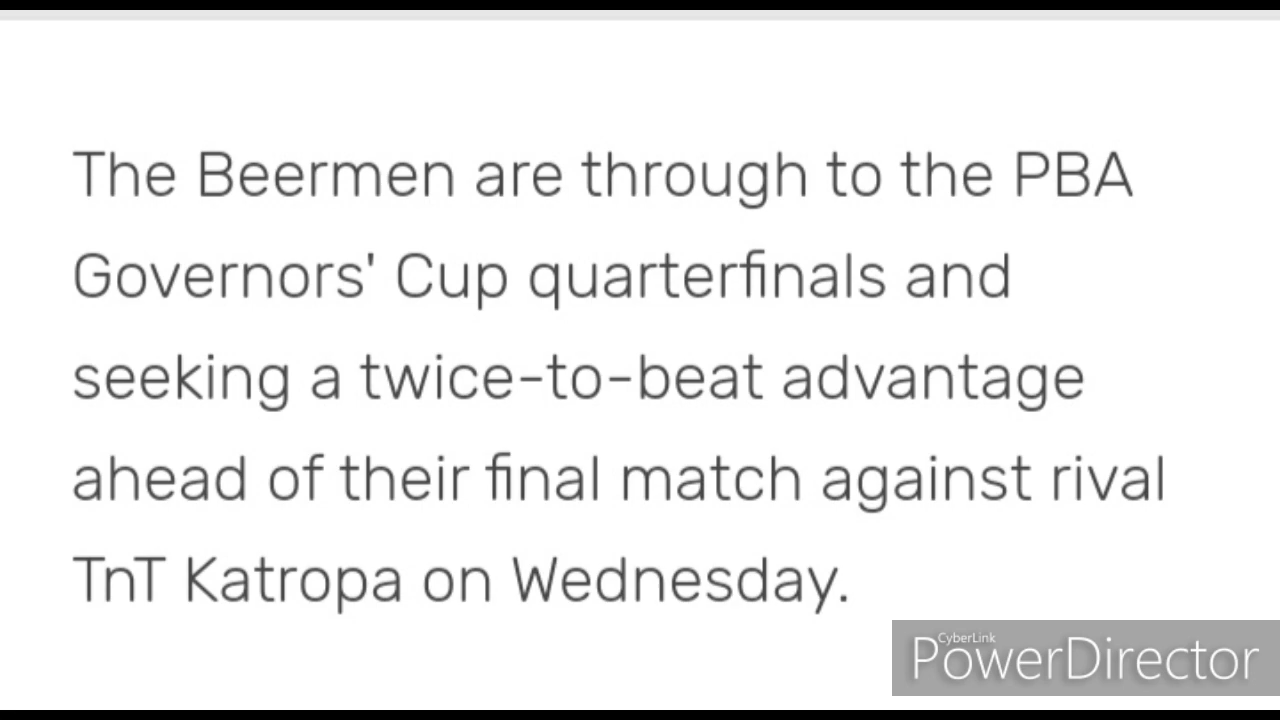 The Beermen are through to the PBA
Governors' Cup quarterfinals and
seeking a twice-to-beat advantage
ahead of their final match against rival
TnT Katropa on Wednesday.
CyberLink
PowerDirector